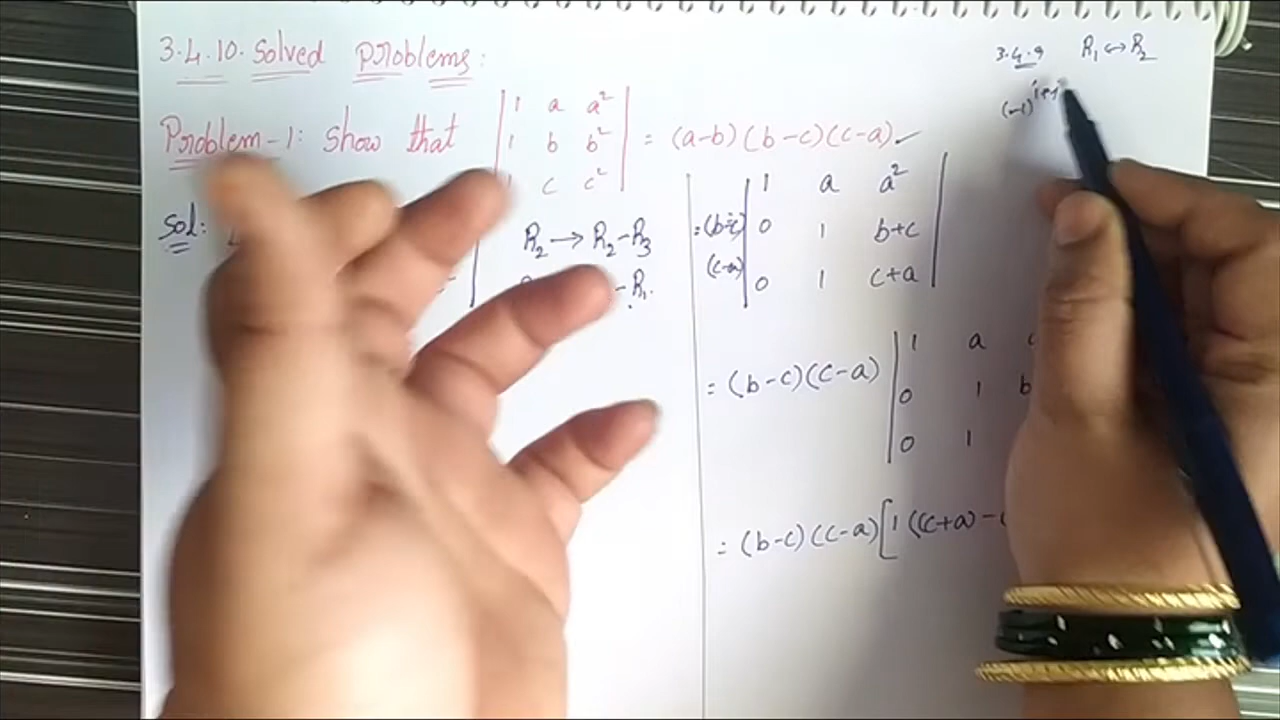 3.4.10. Solved Problems:
3.4.9 R₁ ↔ R₂
(-1)^(i+j)
Problem-1: Show that | 1 a a² |
| 1 b b² | = (a-b)(b-c)(c-a)
c c² |
Sol:
R₂ → R₂-R₃
-R₁.
=(b-c)(c-a) | 1 a a² |
| 0 1 b+c |
| 0 1 c+a |
= (b-c)(c-a) | 1 a
| 0 1 b
| 0 1
= (b-c)(c-a)[1((c+a)-